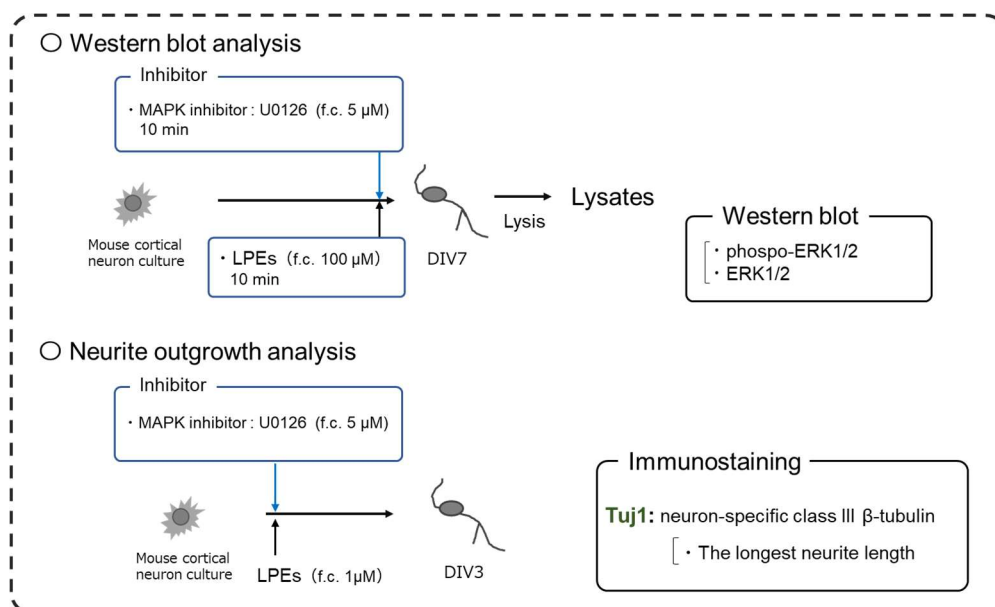 ○ Western blot analysis
Inhibitor
・MAPK inhibitor : U0126 (f.c. 5 μM)
10 min
Mouse cortical
neuron culture
・LPEs (f.c. 100 μM)
10 min
DIV7
Lysis
Lysates
Western blot
・phospo-ERK1/2
・ERK1/2
○ Neurite outgrowth analysis
Inhibitor
・MAPK inhibitor : U0126 (f.c. 5 μM)
Mouse cortical
neuron culture
LPEs (f.c. 1μM)
DIV3
Immunostaining
Tuj1: neuron-specific class III β-tubulin
・The longest neurite length